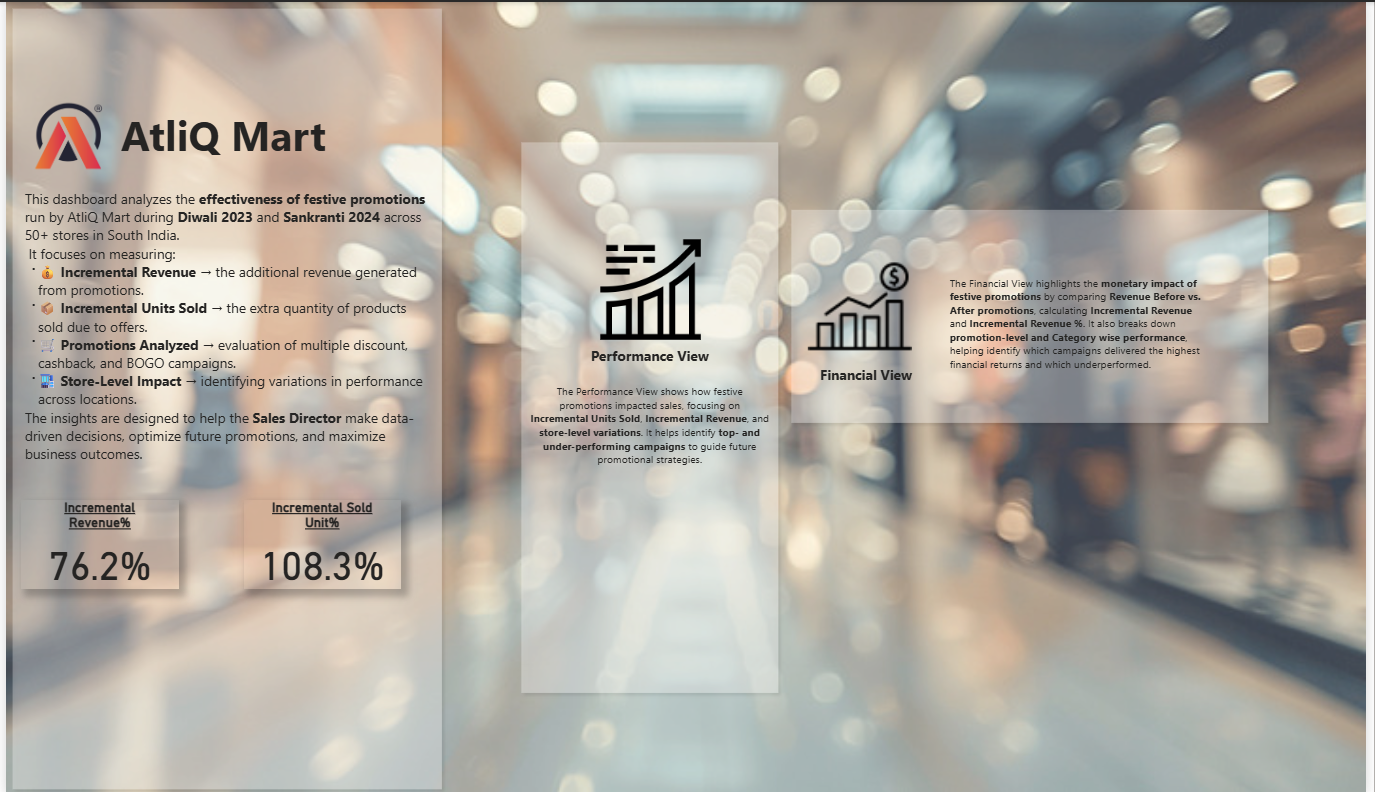 AtliQ Mart
®
This dashboard analyzes the effectiveness of festive promotions
run by AtliQ Mart during Diwali 2023 and Sankranti 2024 across
50+ stores in South India.
It focuses on measuring:
· 💰 Incremental Revenue → the additional revenue generated
from promotions.
· 📦 Incremental Units Sold → the extra quantity of products
sold due to offers.
· 🛒 Promotions Analyzed → evaluation of multiple discount,
cashback, and BOGO campaigns.
· 🏪 Store-Level Impact → identifying variations in performance
across locations.
The insights are designed to help the Sales Director make data-
driven decisions, optimize future promotions, and maximize
business outcomes.
Incremental
Revenue%
76.2%
Incremental Sold
Unit%
108.3%
Performance View
The Performance View shows how festive
promotions impacted sales, focusing on
Incremental Units Sold, Incremental Revenue, and
store-level variations. It helps identify top- and
under-performing campaigns to guide future
promotional strategies.
$
Financial View
The Financial View highlights the monetary impact of
festive promotions by comparing Revenue Before vs.
After promotions, calculating Incremental Revenue
and Incremental Revenue %. It also breaks down
promotion-level and Category wise performance,
helping identify which campaigns delivered the highest
financial returns and which underperformed.